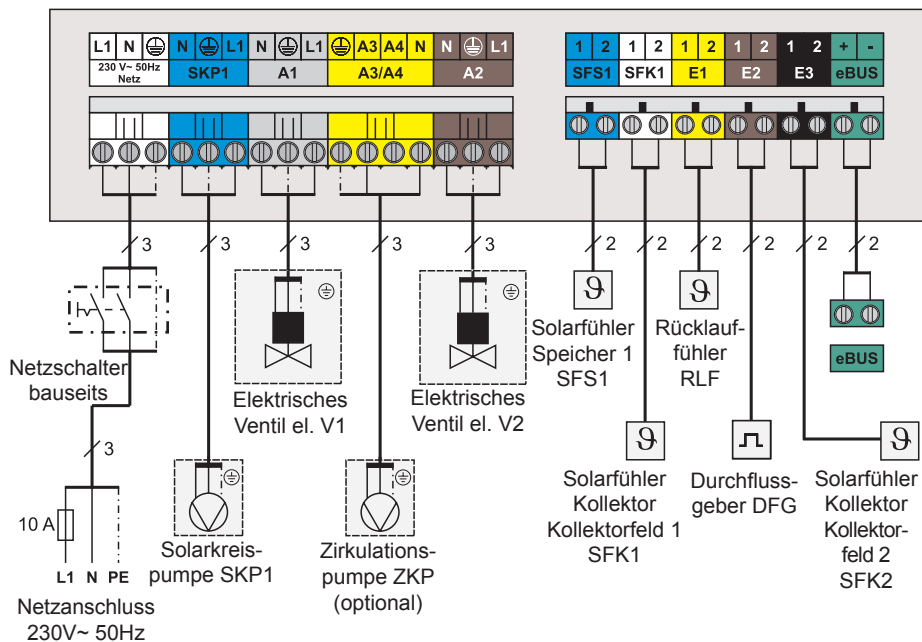 L1 N N L1 N L1 A3 A4 N N L1
230 V~ 50Hz
Netz
SKP1 A1 A3/A4 A2
1 2 1 2 1 2 1 2 1 2 + -
SFS1 SFK1 E1 E2 E3 eBUS
3 3 3 3 3 2 2 2 2 2 2
Netzschalter
bauseits
3
10 A
L1 N PE
Netzanschluss
230V~ 50Hz
Solarkreis-
pumpe SKP1
Elektrisches
Ventil el. V1
Zirkulations-
pumpe ZKP
(optional)
Elektrisches
Ventil el. V2
ϑ
Solarfühler
Speicher 1
SFS1
ϑ
Solarfühler
Kollektor
Kollektorfeld 1
SFK1
ϑ
Rücklauf-
fühler
RLF
Durchfluss-
geber DFG
ϑ
Solarfühler
Kollektor
Kollektor-
feld 2
SFK2
eBUS